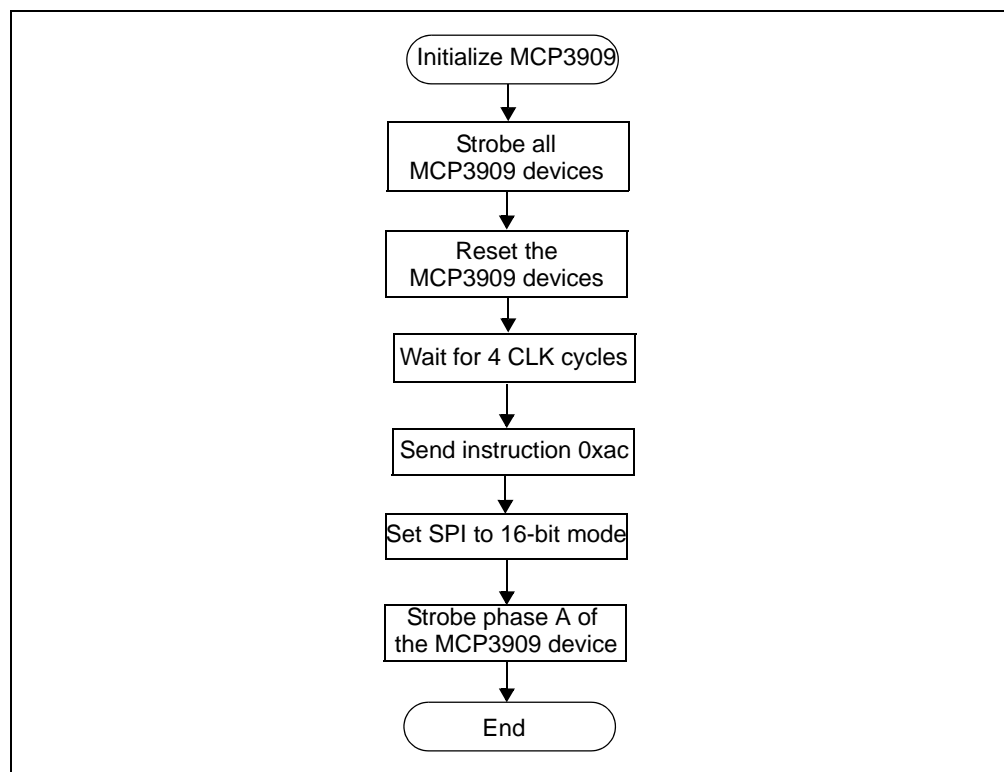 Initialize MCP3909
Strobe all
MCP3909 devices
Reset the
MCP3909 devices
Wait for 4 CLK cycles
Send instruction 0xac
Set SPI to 16-bit mode
Strobe phase A of
the MCP3909 device
End